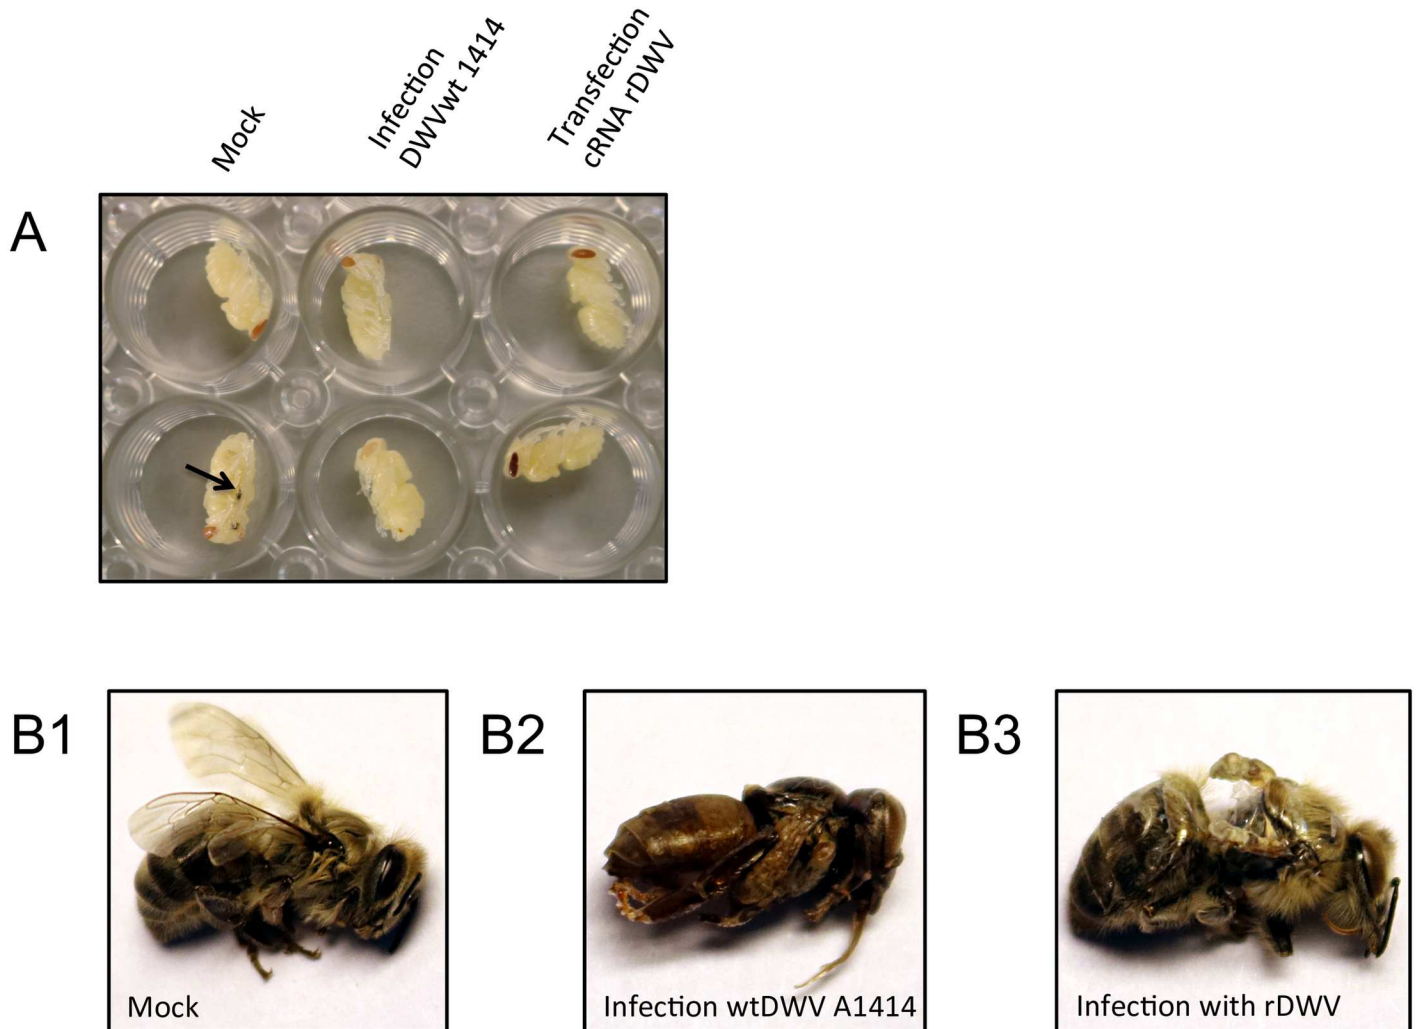 Mock
Infection
DWVwt 1414
Transfection
cRNA rDWV
A
B1
B2
B3
Mock
Infection wtDWV A1414
Infection with rDWV